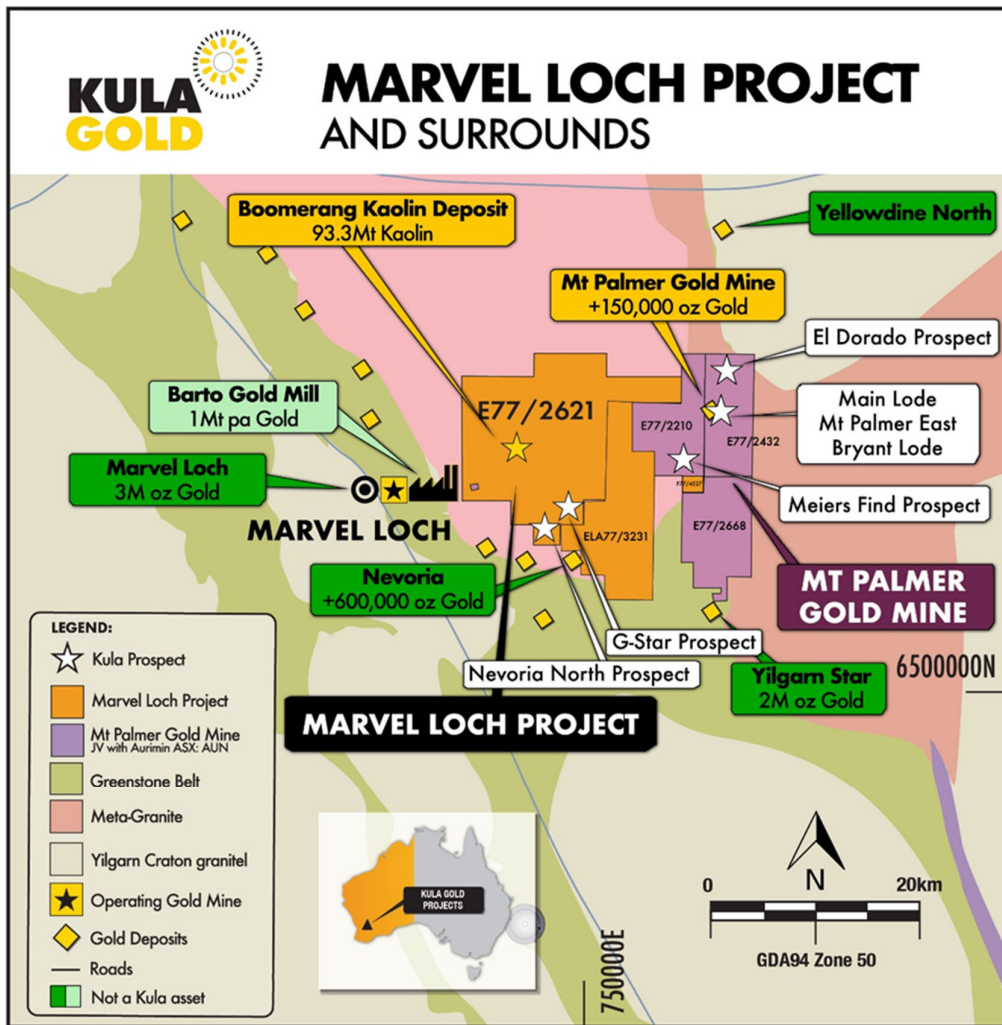 KULA
GOLD
MARVEL LOCH PROJECT
AND SURROUNDS
Boomerang Kaolin Deposit
93.3Mt Kaolin
Yellowdine North
Mt Palmer Gold Mine
+150,000 oz Gold
El Dorado Prospect
Barto Gold Mill
1Mt pa Gold
E77/2621
Main Lode
Mt Palmer East
Bryant Lode
E77/2210
E77/2432
Marvel Loch
3M oz Gold
MARVEL LOCH
Meiers Find Prospect
ELA77/3231
E77/2668
Nevoria
+600,000 oz Gold
MT PALMER
GOLD MINE
G-Star Prospect
Nevoria North Prospect
Yilgarn Star
2M oz Gold
6500000N
MARVEL LOCH PROJECT
LEGEND:
Kula Prospect
Marvel Loch Project
Mt Palmer Gold Mine
JV with Aurimin ASX: AUN
Greenstone Belt
Meta-Granite
Yilgarn Craton granitel
Operating Gold Mine
Gold Deposits
Roads
Not a Kula asset
KULA GOLD
PROJECTS
750000E
N
0 20km
GDA94 Zone 50